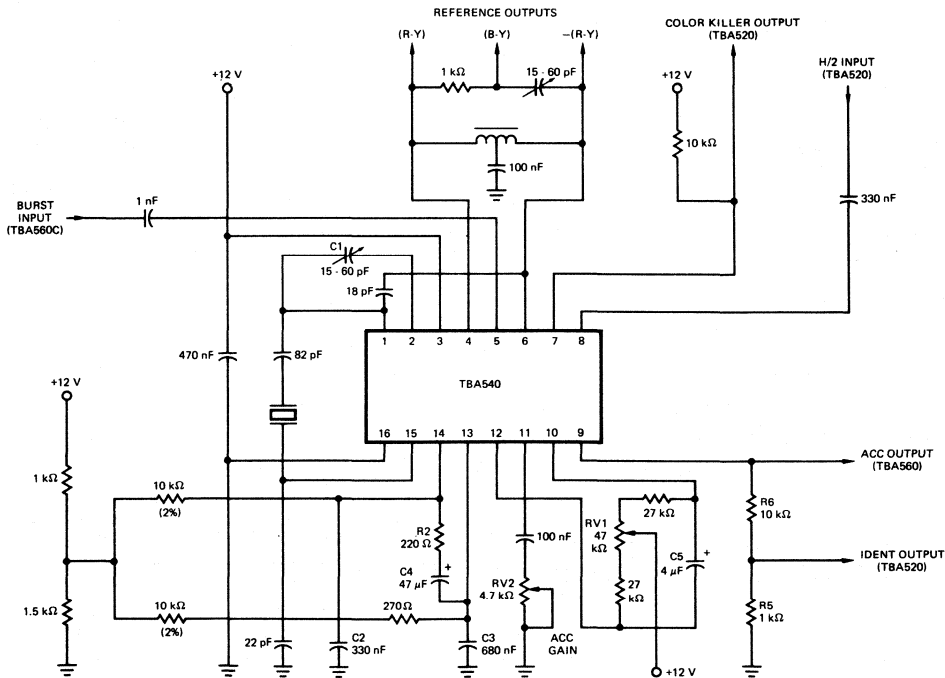 REFERENCE OUTPUTS
(R-Y)
(B-Y)
-(R-Y)
COLOR KILLER OUTPUT
(TBA520)
H/2 INPUT
(TBA520)
+12 V
1 kΩ
15 - 60 pF
+12 V
10 kΩ
100 nF
330 nF
BURST
INPUT
(TBA560C)
1 nF
C1
15 - 60 pF
18 pF
1 2 3 4 5 6 7 8
470 nF
82 pF
TBA540
+12 V
16 15 14 13 12 11 10 9
ACC OUTPUT
(TBA560)
1 kΩ
10 kΩ
(2%)
R2
220 Ω
100 nF
27 kΩ
RV1
47
kΩ
C5
4 µF
+
R6
10 kΩ
C4
47 µF
+
IDENT OUTPUT
(TBA520)
RV2
4.7 kΩ
27
kΩ
1.5 kΩ
10 kΩ
(2%)
270Ω
R5
1 kΩ
22 pF
C2
330 nF
C3
680 nF
ACC
GAIN
+12 V